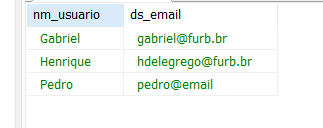 nm_usuario ds_email
Gabriel gabriel@furb.br
Henrique hdelegrego@furb.br
Pedro pedro@email